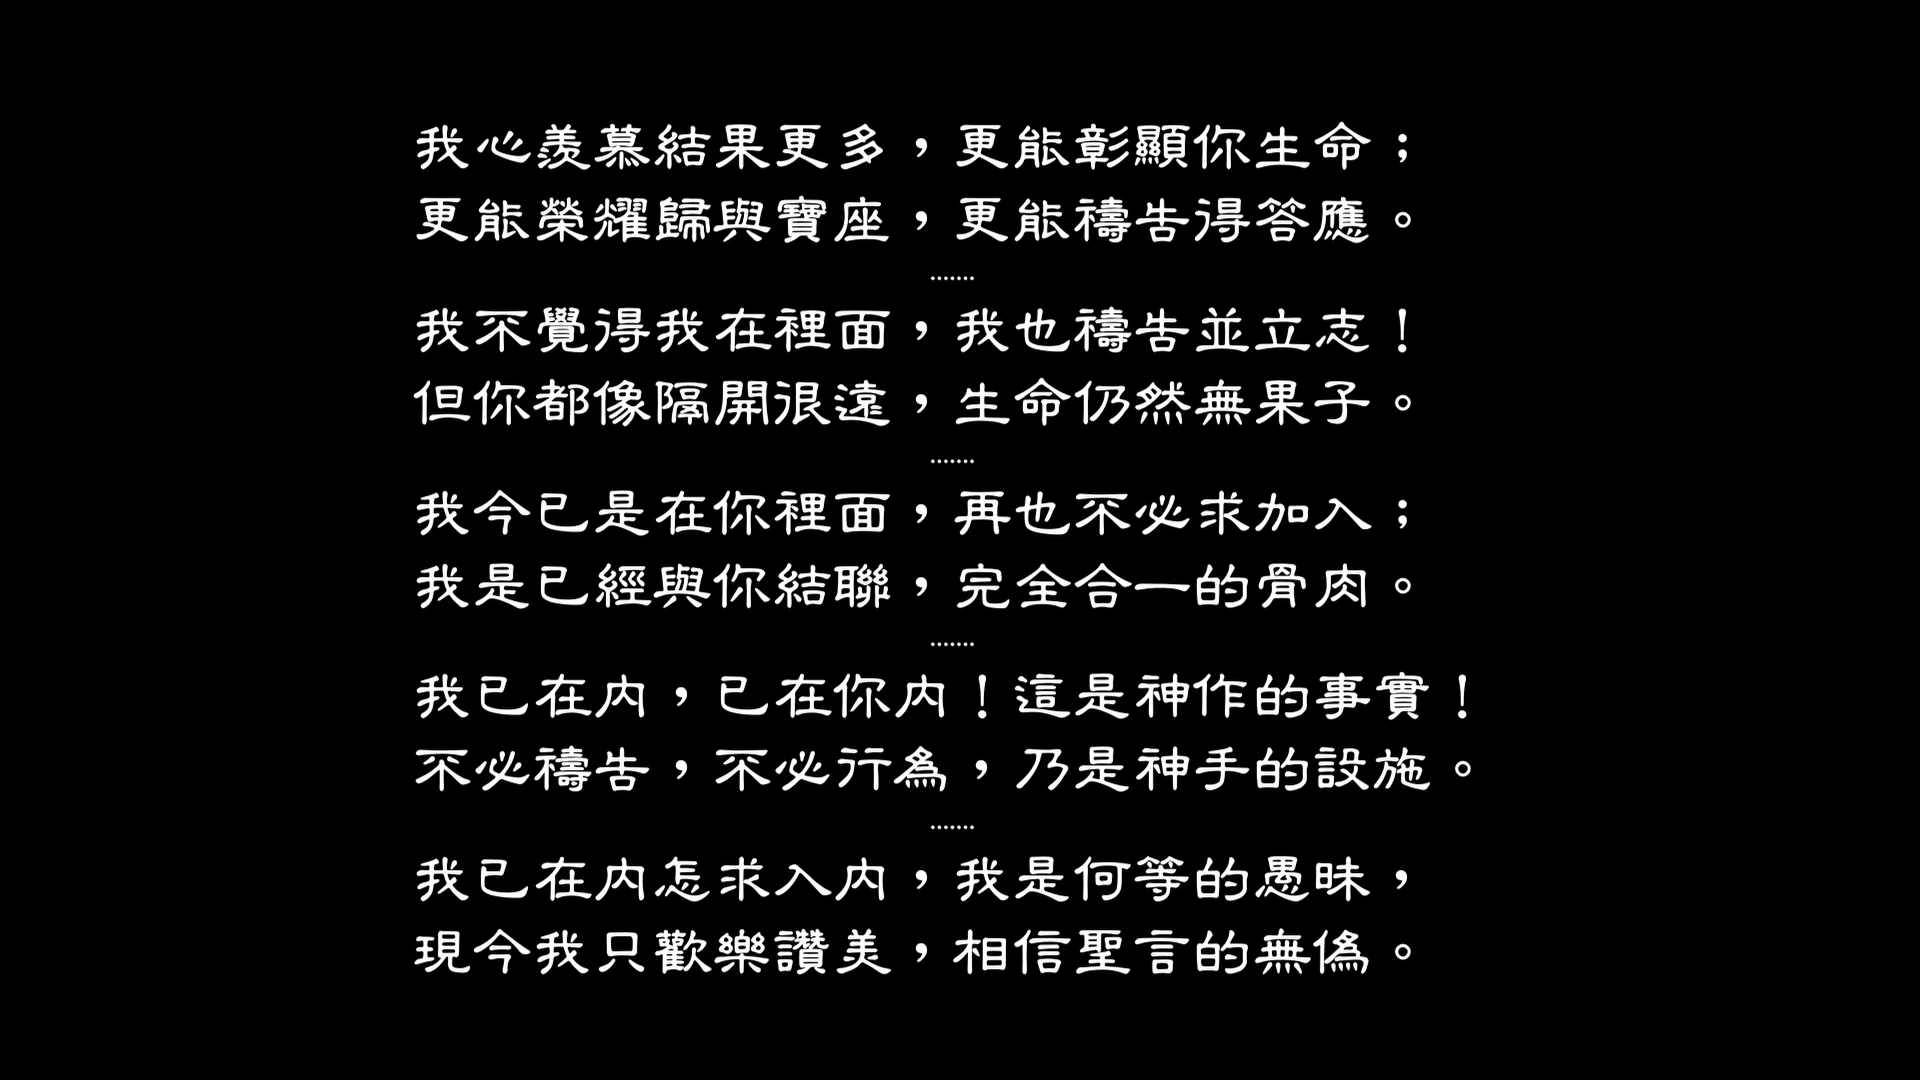 我心羨慕結果更多，更能彰顯你生命；
更能榮耀歸與寶座，更能禱告得答應。
.......
我不覺得我在裡面，我也禱告並立志！
但你都像隔開很遠，生命仍然無果子。
.......
我今已是在你裡面，再也不必求加入；
我是已經與你結聯，完全合一的骨肉。
.......
我已在內，已在你內！這是神作的事實！
不必禱告，不必行為，乃是神手的設施。
.......
我已在內怎求入內，我是何等的愚昧，
現今我只歡樂讚美，相信聖言的無偽。